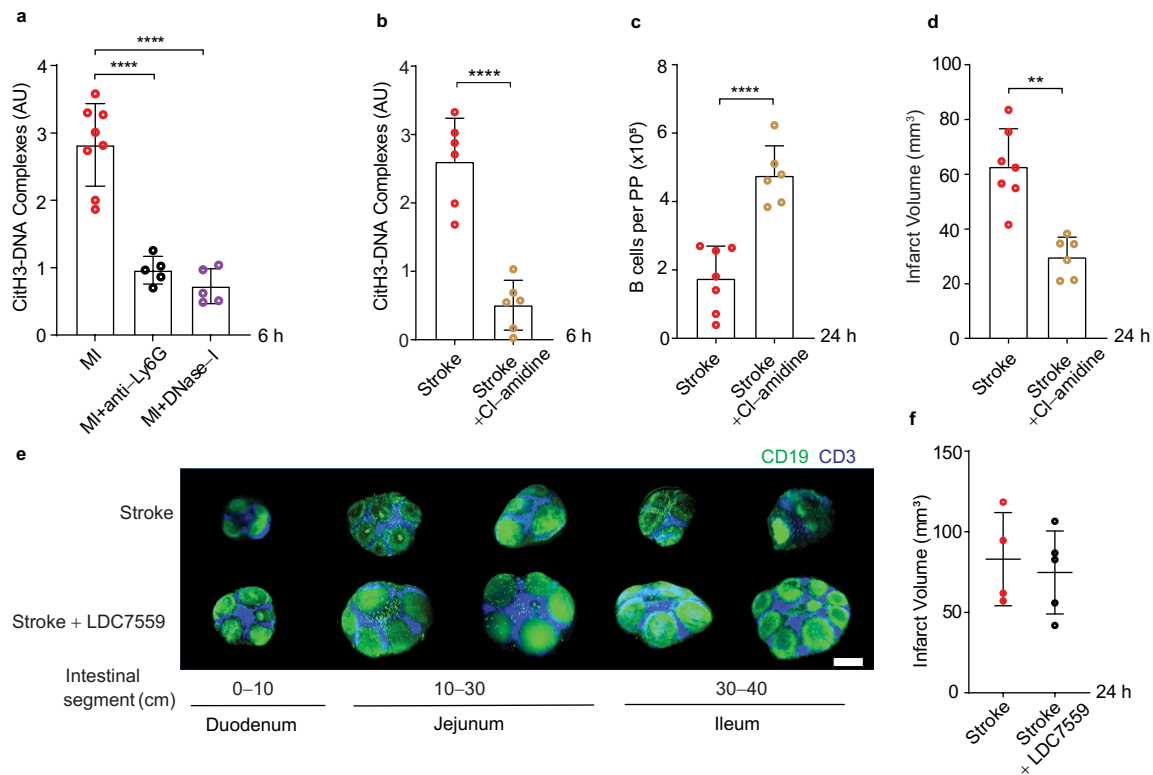 a
****
****
CitH3-DNA Complexes (AU)
4
3
2
1
0
MI
MI+anti–Ly6G
MI+DNase–I
6 h
b
****
CitH3-DNA Complexes (AU)
4
3
2
1
0
Stroke
Stroke
+Cl–amidine
6 h
c
****
B cells per PP (x10⁵)
8
6
4
2
0
Stroke
Stroke
+Cl–amidine
24 h
d
**
Infarct Volume (mm³)
100
80
60
40
20
0
Stroke
Stroke
+Cl–amidine
24 h
e
CD19 CD3
Stroke
Stroke + LDC7559
Intestinal
segment (cm)
0–10
10–30
30–40
Duodenum
Jejunum
Ileum
f
Infarct Volume (mm³)
150
100
50
0
Stroke
Stroke
+ LDC7559
24 h